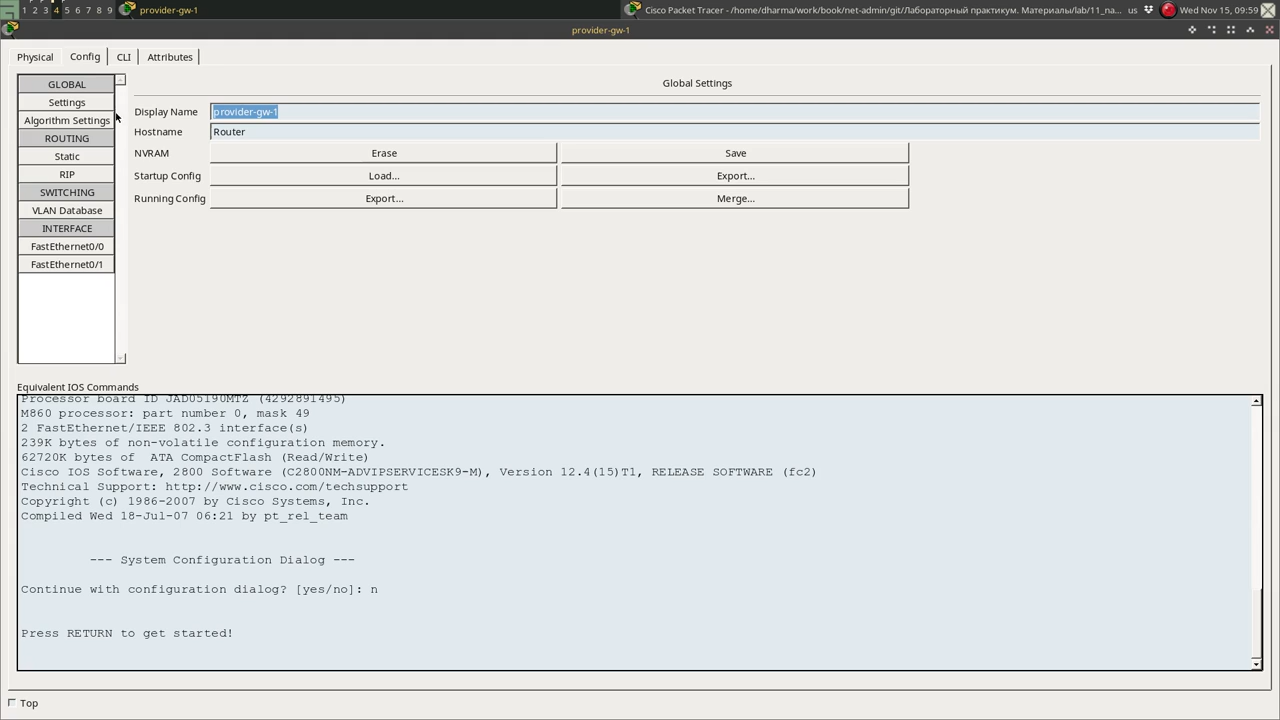 1 2 3 4 5 6 7 8 9 provider-gw-1 Cisco Packet Tracer - /home/dharma/work/book/net-admin/git//Лабораторный практикум. Материалы/lab/11_na... us Wed Nov 15, 09:59
provider-gw-1
Physical Config CLI Attributes
GLOBAL
Settings
Algorithm Settings
ROUTING
Static
RIP
SWITCHING
VLAN Database
INTERFACE
FastEthernet0/0
FastEthernet0/1
Global Settings
Display Name provider-gw-1
Hostname Router
NVRAM Erase Save
Startup Config Load... Export...
Running Config Export... Merge...
Equivalent IOS Commands
Processor board ID JAD05190MTZ (4292891495)
M860 processor: part number 0, mask 49
2 FastEthernet/IEEE 802.3 interface(s)
239K bytes of non-volatile configuration memory.
62720K bytes of ATA CompactFlash (Read/Write)
Cisco IOS Software, 2800 Software (C2800NM-ADVIPSERVICESK9-M), Version 12.4(15)T1, RELEASE SOFTWARE (fc2)
Technical Support: http://www.cisco.com/techsupport
Copyright (c) 1986-2007 by Cisco Systems, Inc.
Compiled Wed 18-Jul-07 06:21 by pt_rel_team
--- System Configuration Dialog ---
Continue with configuration dialog? [yes/no]: n
Press RETURN to get started!
Top